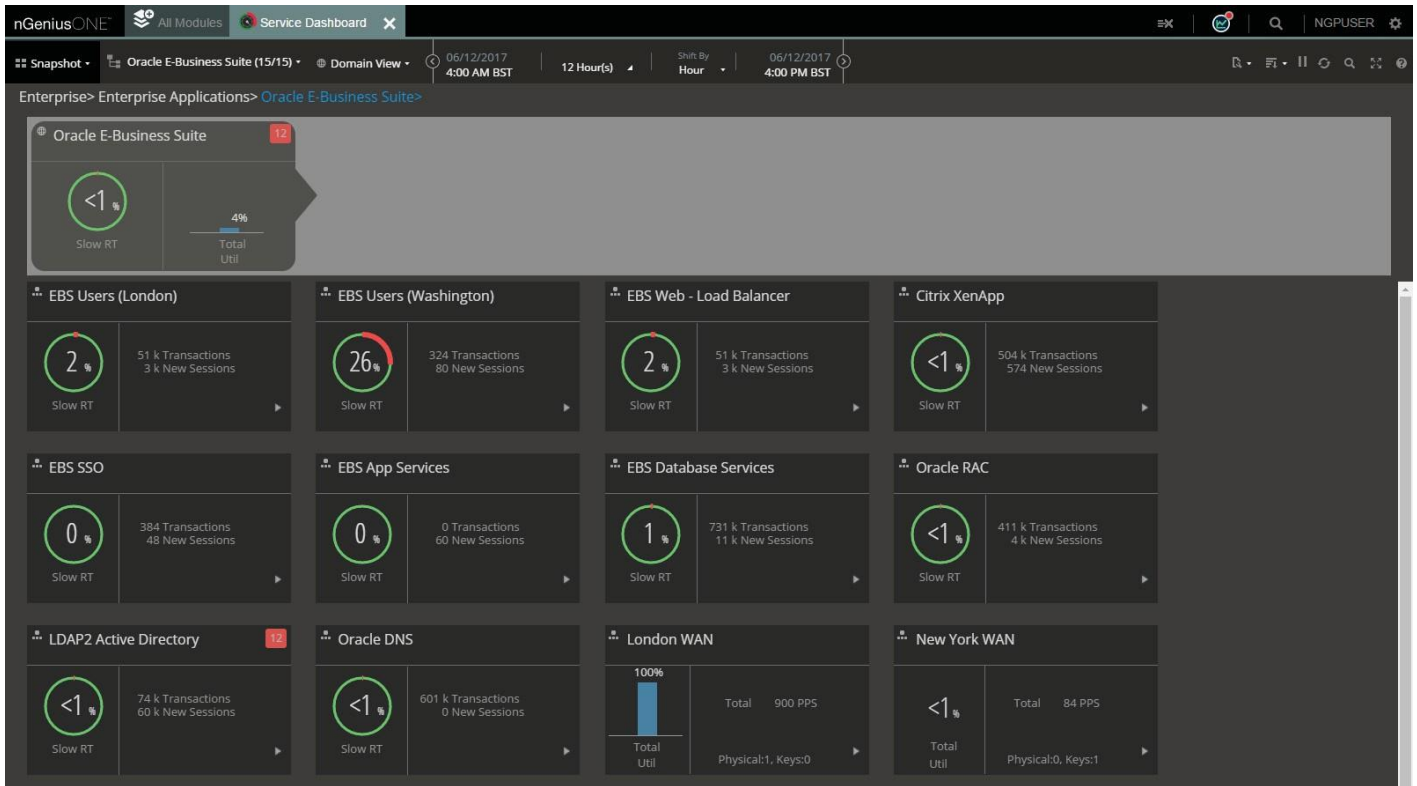 nGeniusONE™ All Modules Service Dashboard X NGPUSER
Snapshot Oracle E-Business Suite (15/15) Domain View 06/12/2017 4:00 AM BST 12 Hour(s) Shift By Hour 06/12/2017 4:00 PM BST
Enterprise> Enterprise Applications> Oracle E-Business Suite>
Oracle E-Business Suite 12
<1 %
Slow RT
4%
Total
Util
EBS Users (London)
2 %
Slow RT
51 k Transactions
3 k New Sessions
EBS Users (Washington)
26%
Slow RT
324 Transactions
80 New Sessions
EBS Web - Load Balancer
2 %
Slow RT
51 k Transactions
3 k New Sessions
Citrix XenApp
<1 %
Slow RT
504 k Transactions
574 New Sessions
EBS SSO
0 %
Slow RT
384 Transactions
48 New Sessions
EBS App Services
0 %
Slow RT
0 Transactions
60 New Sessions
EBS Database Services
1 %
Slow RT
731 k Transactions
11 k New Sessions
Oracle RAC
<1 %
Slow RT
411 k Transactions
4 k New Sessions
LDAP2 Active Directory 12
<1 %
Slow RT
74 k Transactions
60 k New Sessions
Oracle DNS
<1 %
Slow RT
601 k Transactions
0 New Sessions
London WAN
100%
Total
Util
Total 900 PPS
Physical:1, Keys:0
New York WAN
<1 %
Total
Util
Total 84 PPS
Physical:0, Keys:1